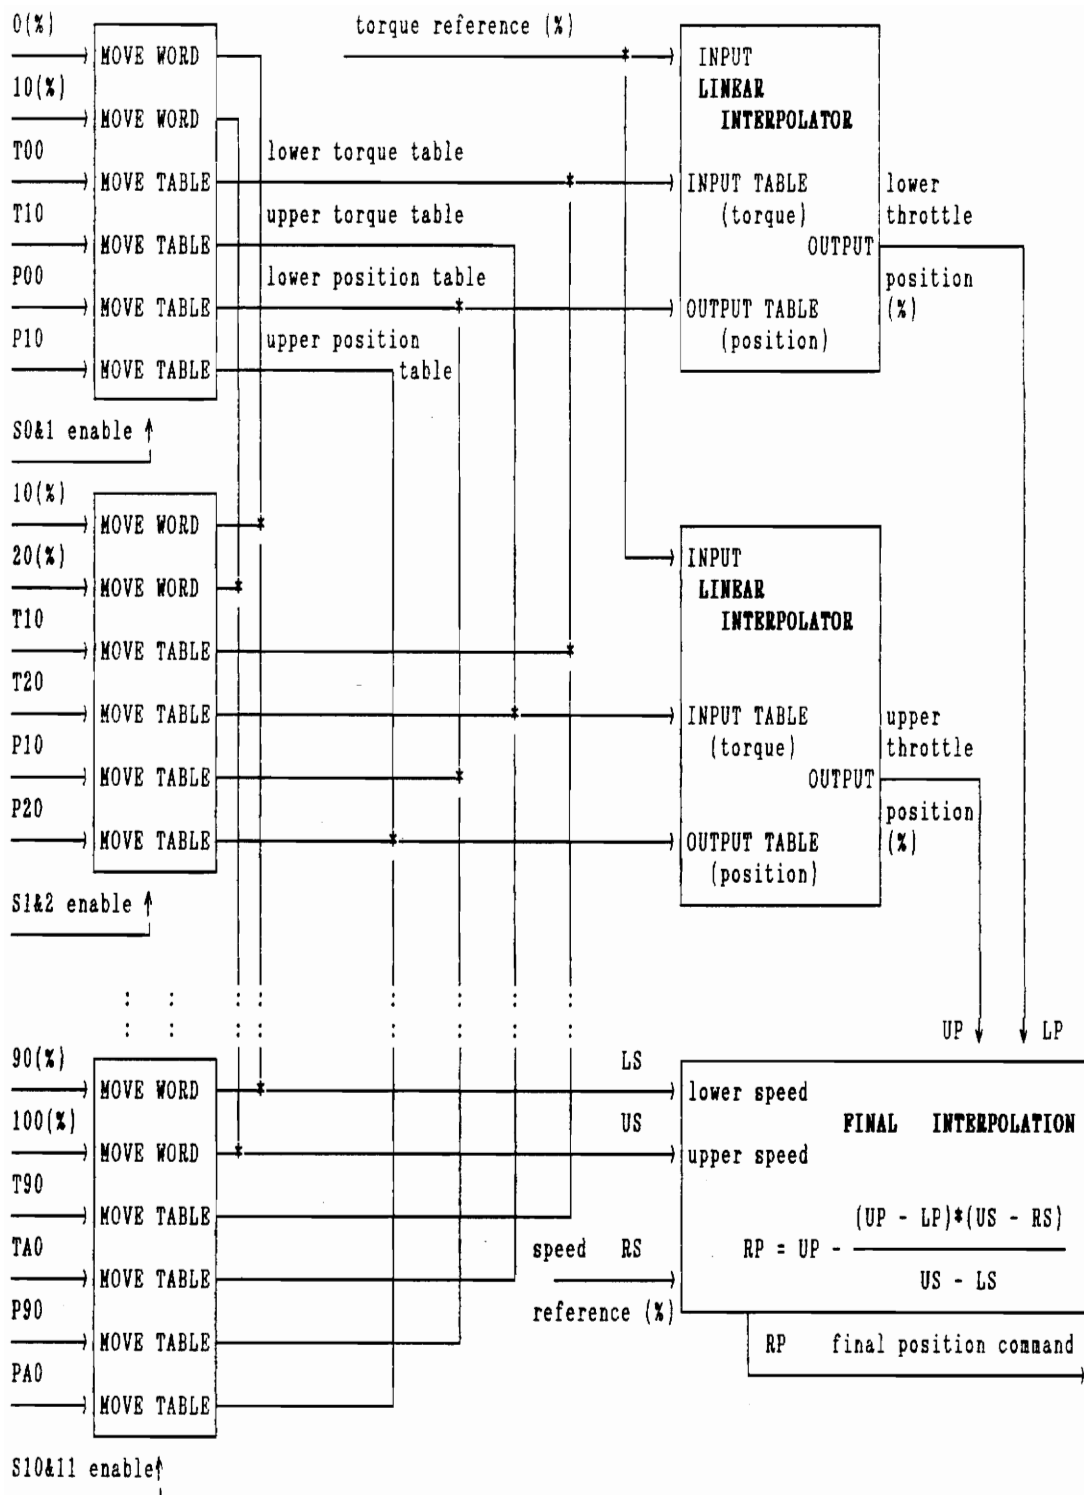 0(%)
torque reference (%)
MOVE WORD
INPUT
10(%)
LINEAR
MOVE WORD
INTERPOLATOR
T00
lower torque table
MOVE TABLE
INPUT TABLE
lower
T10
upper torque table
(torque)
throttle
MOVE TABLE
OUTPUT
P00
lower position table
position
MOVE TABLE
OUTPUT TABLE
(%)
P10
upper position
(position)
MOVE TABLE
table
S0&1 enable
10(%)
MOVE WORD
20(%)
INPUT
MOVE WORD
LINEAR
T10
INTERPOLATOR
MOVE TABLE
T20
MOVE TABLE
INPUT TABLE
upper
P10
(torque)
throttle
MOVE TABLE
OUTPUT
P20
position
MOVE TABLE
OUTPUT TABLE
(%)
(position)
S1&2 enable
: : : : : : : :
: : : : : : : :
UP LP
90(%)
LS
MOVE WORD
lower speed
100(%)
US
FINAL INTERPOLATION
MOVE WORD
upper speed
T90
MOVE TABLE
(UP - LP)*(US - RS)
TA0
speed RS
RP = UP -
MOVE TABLE
US - LS
P90
reference (%)
MOVE TABLE
RP final position command
PA0
MOVE TABLE
S10&11 enable